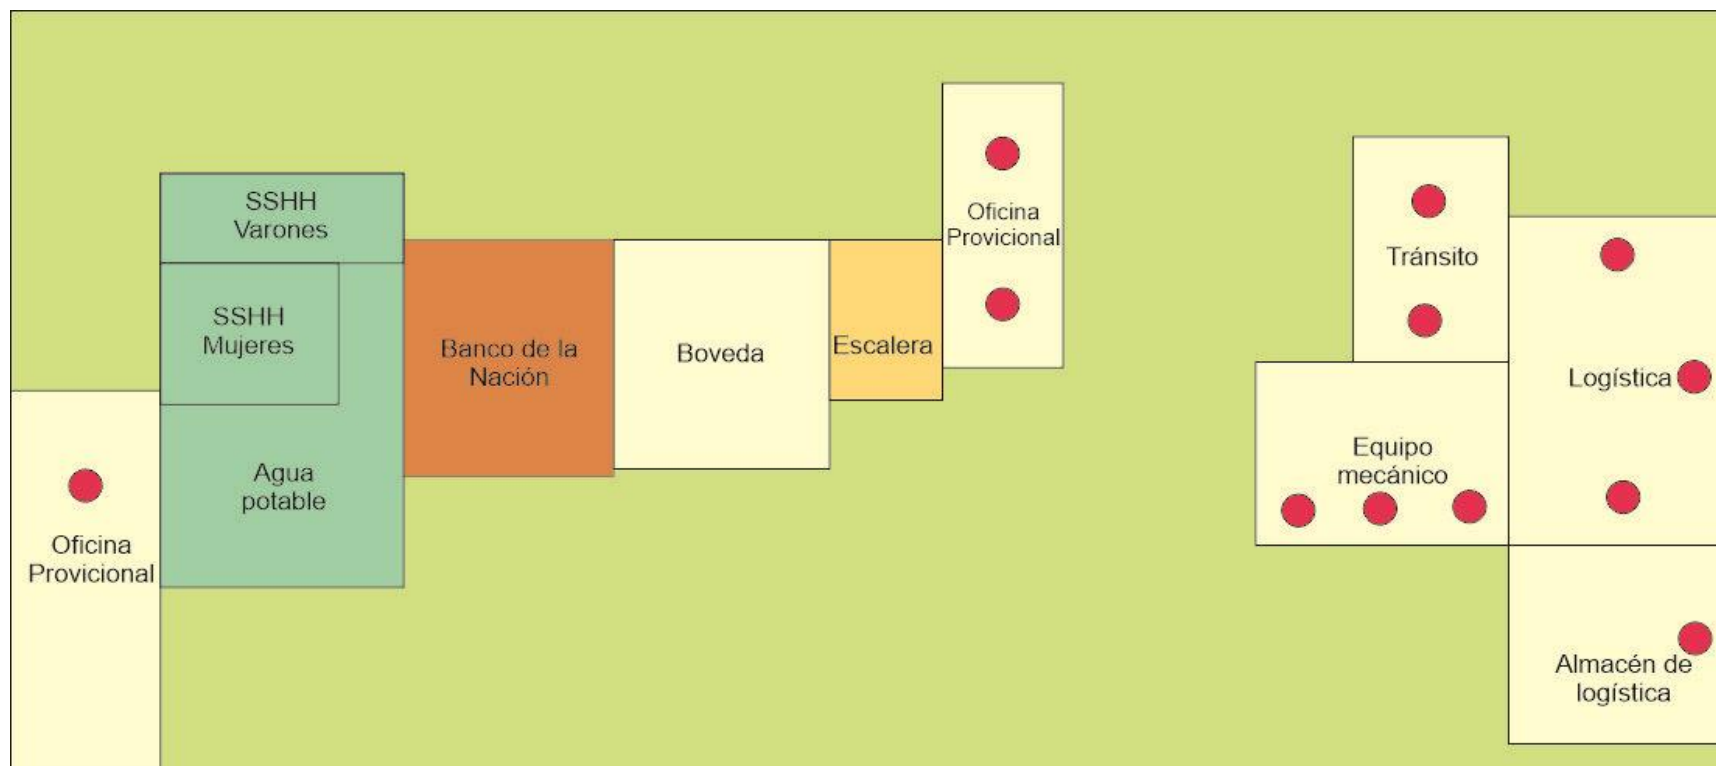 SSHH
Varones
SSHH
Mujeres
Agua
potable
Oficina
Provicional
Banco de la
Nación
Boveda
Escalera
Oficina
Provicional
Tránsito
Logística
Equipo
mecánico
Almacén de
logística